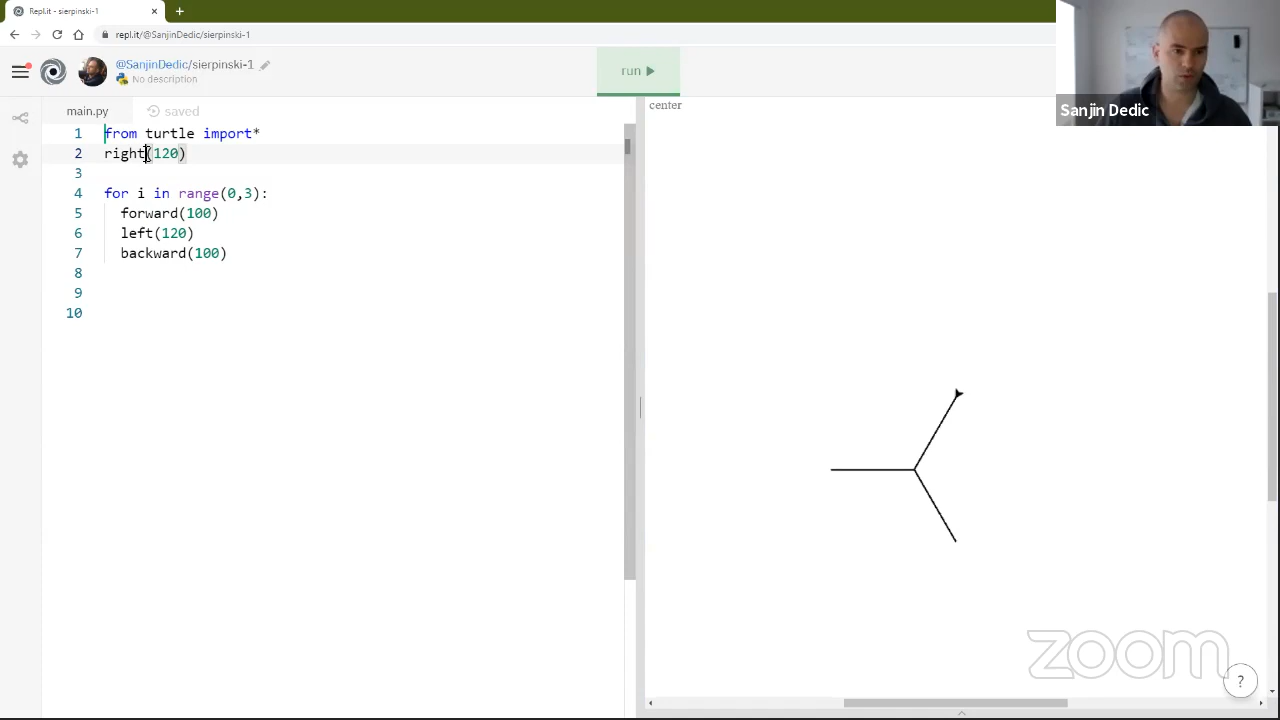 Repl.it - sierpinski-1
repl.it/@SanjinDedic/sierpinski-1
@SanjinDedic/sierpinski-1
No description
run
main.py
saved
center
Sanjin Dedic
1 from turtle import*
2 right(120)
3
4 for i in range(0,3):
5 forward(100)
6 left(120)
7 backward(100)
8
9
10
zoom
?